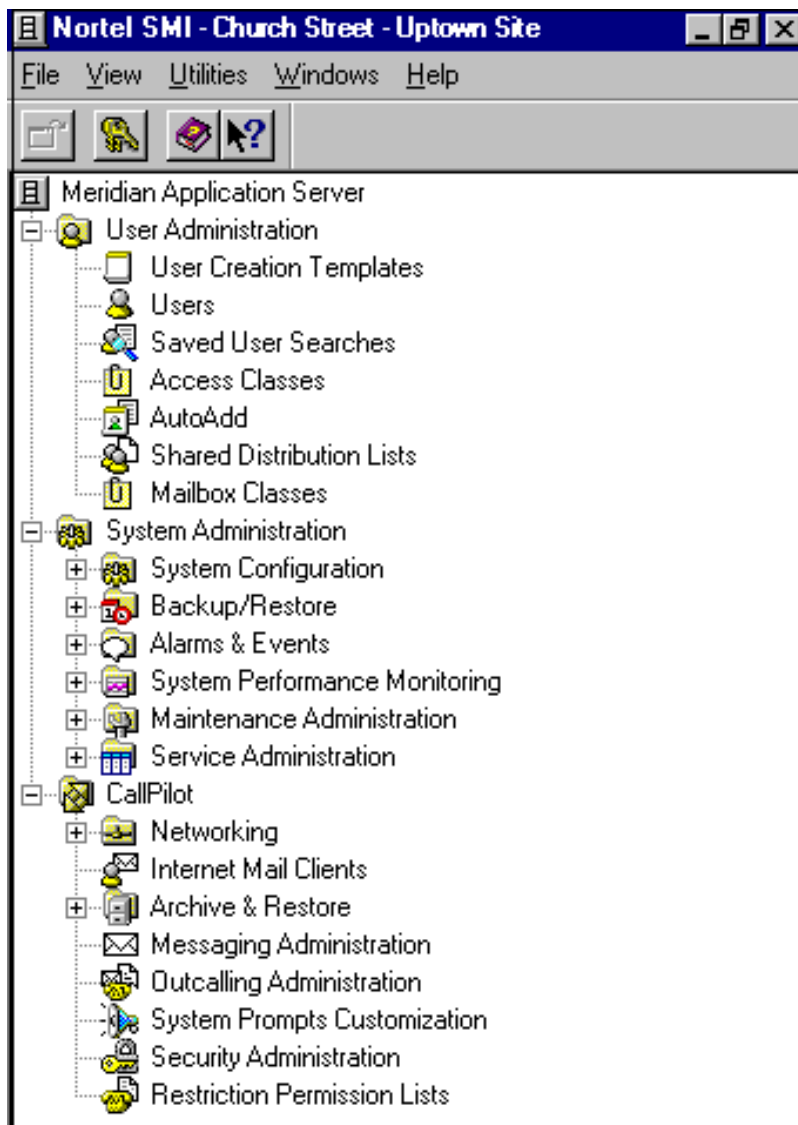 Nortel SMI - Church Street - Uptown Site
File View Utilities Windows Help
Meridian Application Server
User Administration
User Creation Templates
Users
Saved User Searches
Access Classes
AutoAdd
Shared Distribution Lists
Mailbox Classes
System Administration
System Configuration
Backup/Restore
Alarms & Events
System Performance Monitoring
Maintenance Administration
Service Administration
CallPilot
Networking
Internet Mail Clients
Archive & Restore
Messaging Administration
Outcalling Administration
System Prompts Customization
Security Administration
Restriction Permission Lists